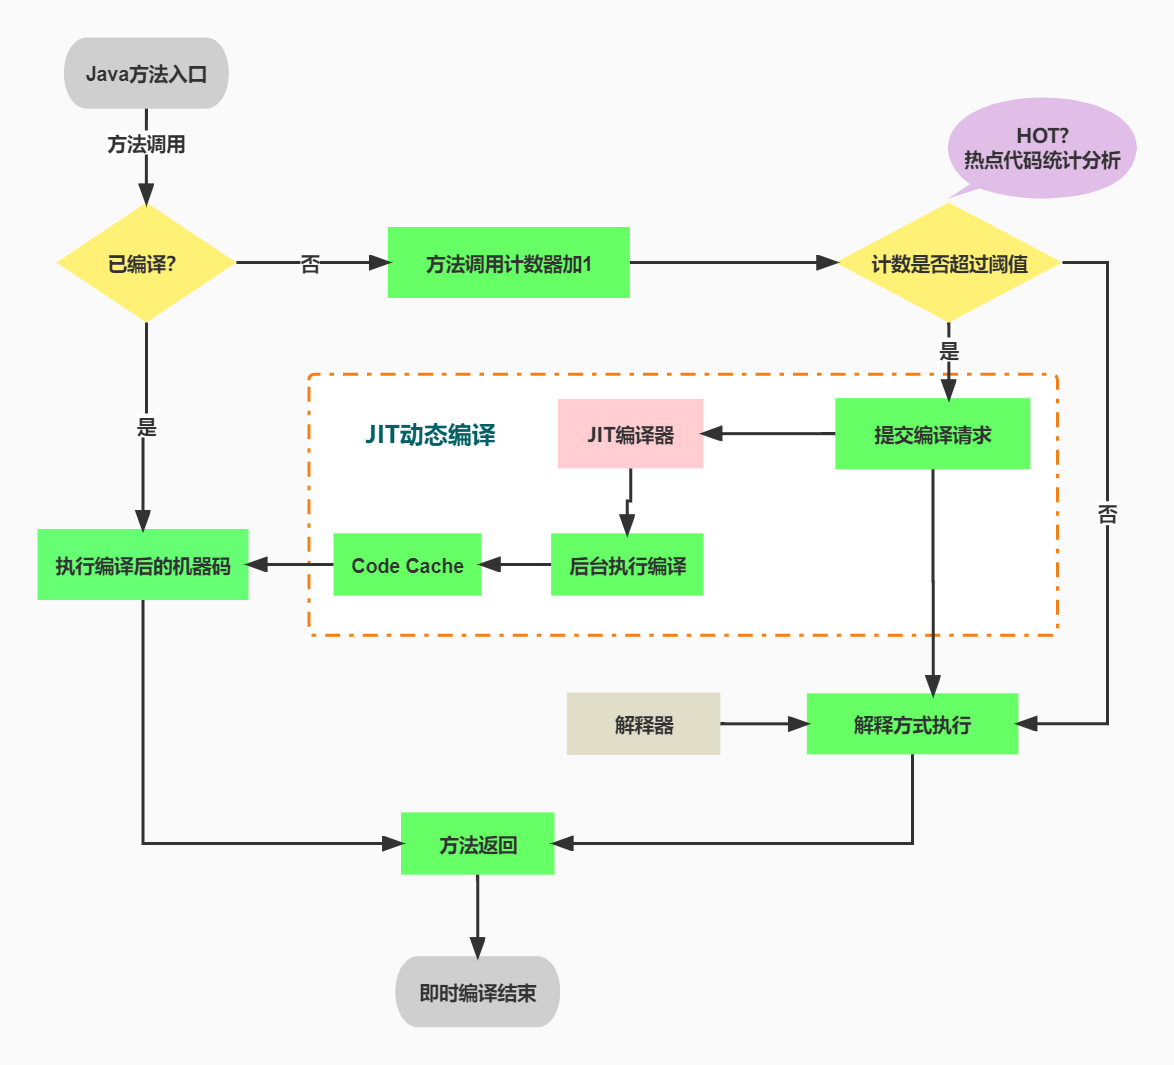 Java方法入口
方法调用
HOT?
热点代码统计分析
已编译?
否
方法调用计数器加1
计数是否超过阈值
是
是
JIT动态编译
JIT编译器
提交编译请求
否
执行编译后的机器码
Code Cache
后台执行编译
解释器
解释方式执行
方法返回
即时编译结束